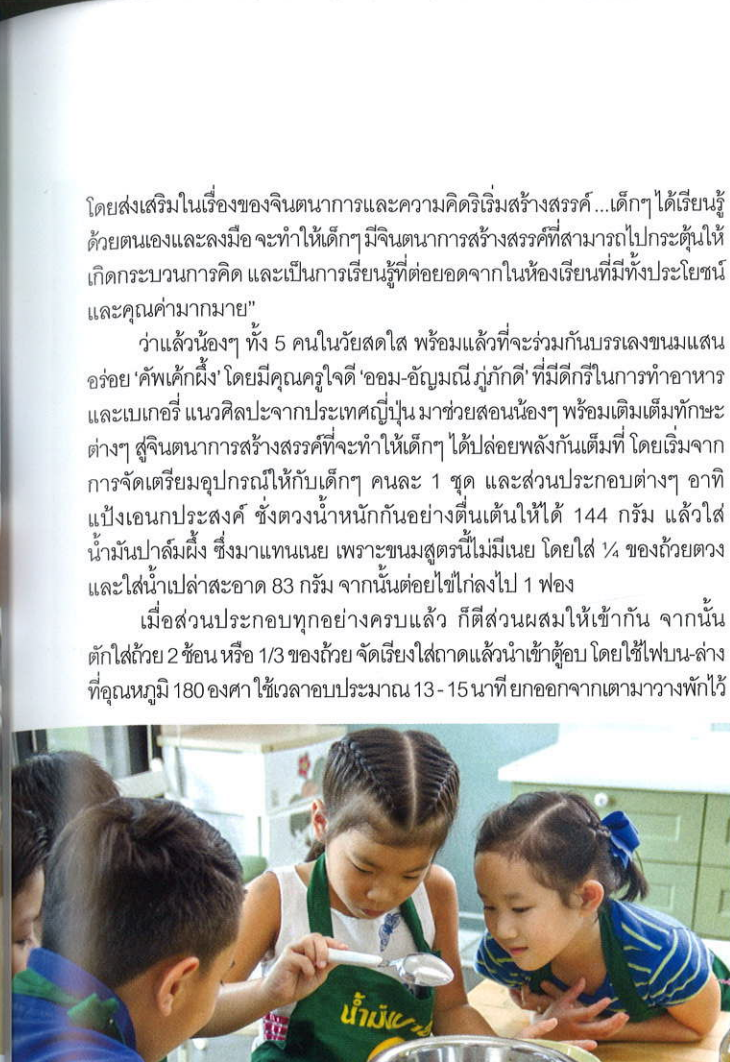 โดยส่งเสริมในเรื่องของจินตนาการและความคิดริเริ่มสร้างสรรค์ ...เด็กๆ ได้เรียนรู้
ด้วยตนเองและลงมือ จะทำให้เด็กๆ มีจินตนาการสร้างสรรค์ที่สามารถไปกระตุ้นให้
เกิดกระบวนการคิด และเป็นการเรียนรู้ที่ต่อยอดจากในห้องเรียนที่มีทั้งประโยชน์
และคุณค่ามากมาย”
ว่าแล้วน้องๆ ทั้ง 5 คนในวัยสดใส พร้อมแล้วที่จะร่วมกันบรรเลงขนมแสน
อร่อย ‘คัพเค้กผึ้ง’ โดยมีคุณครูใจดี ‘ออม-อัญมณี ภู่ภักดี’ ที่มีดีกรีในการทำอาหาร
และเบเกอรี่ แนวศิลปะจากประเทศญี่ปุ่น มาช่วยสอนน้องๆ พร้อมเติมเต็มทักษะ
ต่างๆ สู่จินตนาการสร้างสรรค์ที่จะทำให้เด็กๆ ได้ปล่อยพลังกันเต็มที่ โดยเริ่มจาก
การจัดเตรียมอุปกรณ์ให้กับเด็กๆ คนละ 1 ชุด และส่วนประกอบต่างๆ อาทิ
แป้งเอนกประสงค์ ชั่งตวงน้ำหนักกันอย่างตื่นเต้นให้ได้ 144 กรัม แล้วใส่
น้ำมันปาล์มผึ้ง ซึ่งมาแทนเนย เพราะขนมสูตรนี้ไม่มีเนย โดยใส่ ¼ ของถ้วยตวง
และใส่น้ำเปล่าสะอาด 83 กรัม จากนั้นต่อยไข่ไก่ลงไป 1 ฟอง
เมื่อส่วนประกอบทุกอย่างครบแล้ว ก็ตีส่วนผสมให้เข้ากัน จากนั้น
ตักใส่ถ้วย 2 ช้อน หรือ 1/3 ของถ้วย จัดเรียงใส่ถาดแล้วนำเข้าตู้อบ โดยใช้ไฟบน-ล่าง
ที่อุณหภูมิ 180 องศา ใช้เวลาอบประมาณ 13 - 15 นาที ยกออกจากเตามาวางพักไว้